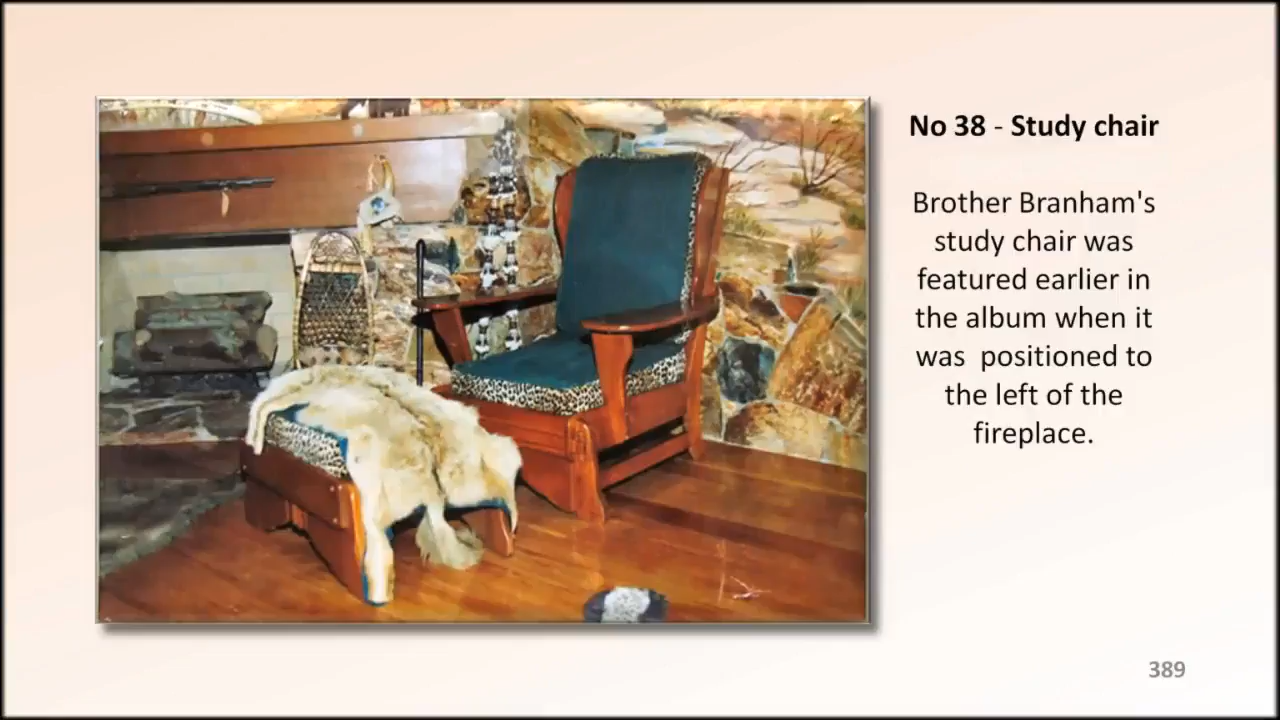 No 38 - Study chair
Brother Branham's
study chair was
featured earlier in
the album when it
was  positioned to
the left of the
fireplace.
389